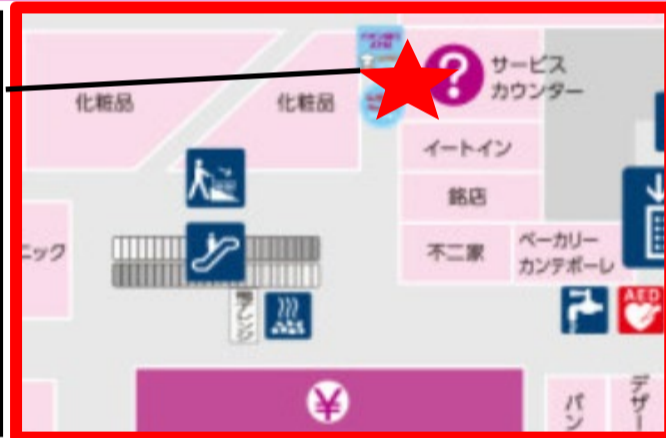 化粧品
化粧品
?
サービス
カウンター
イートイン
銘店
不二家
ベーカリー
カンテボーレ
ニック
AED
¥
パン
デザー